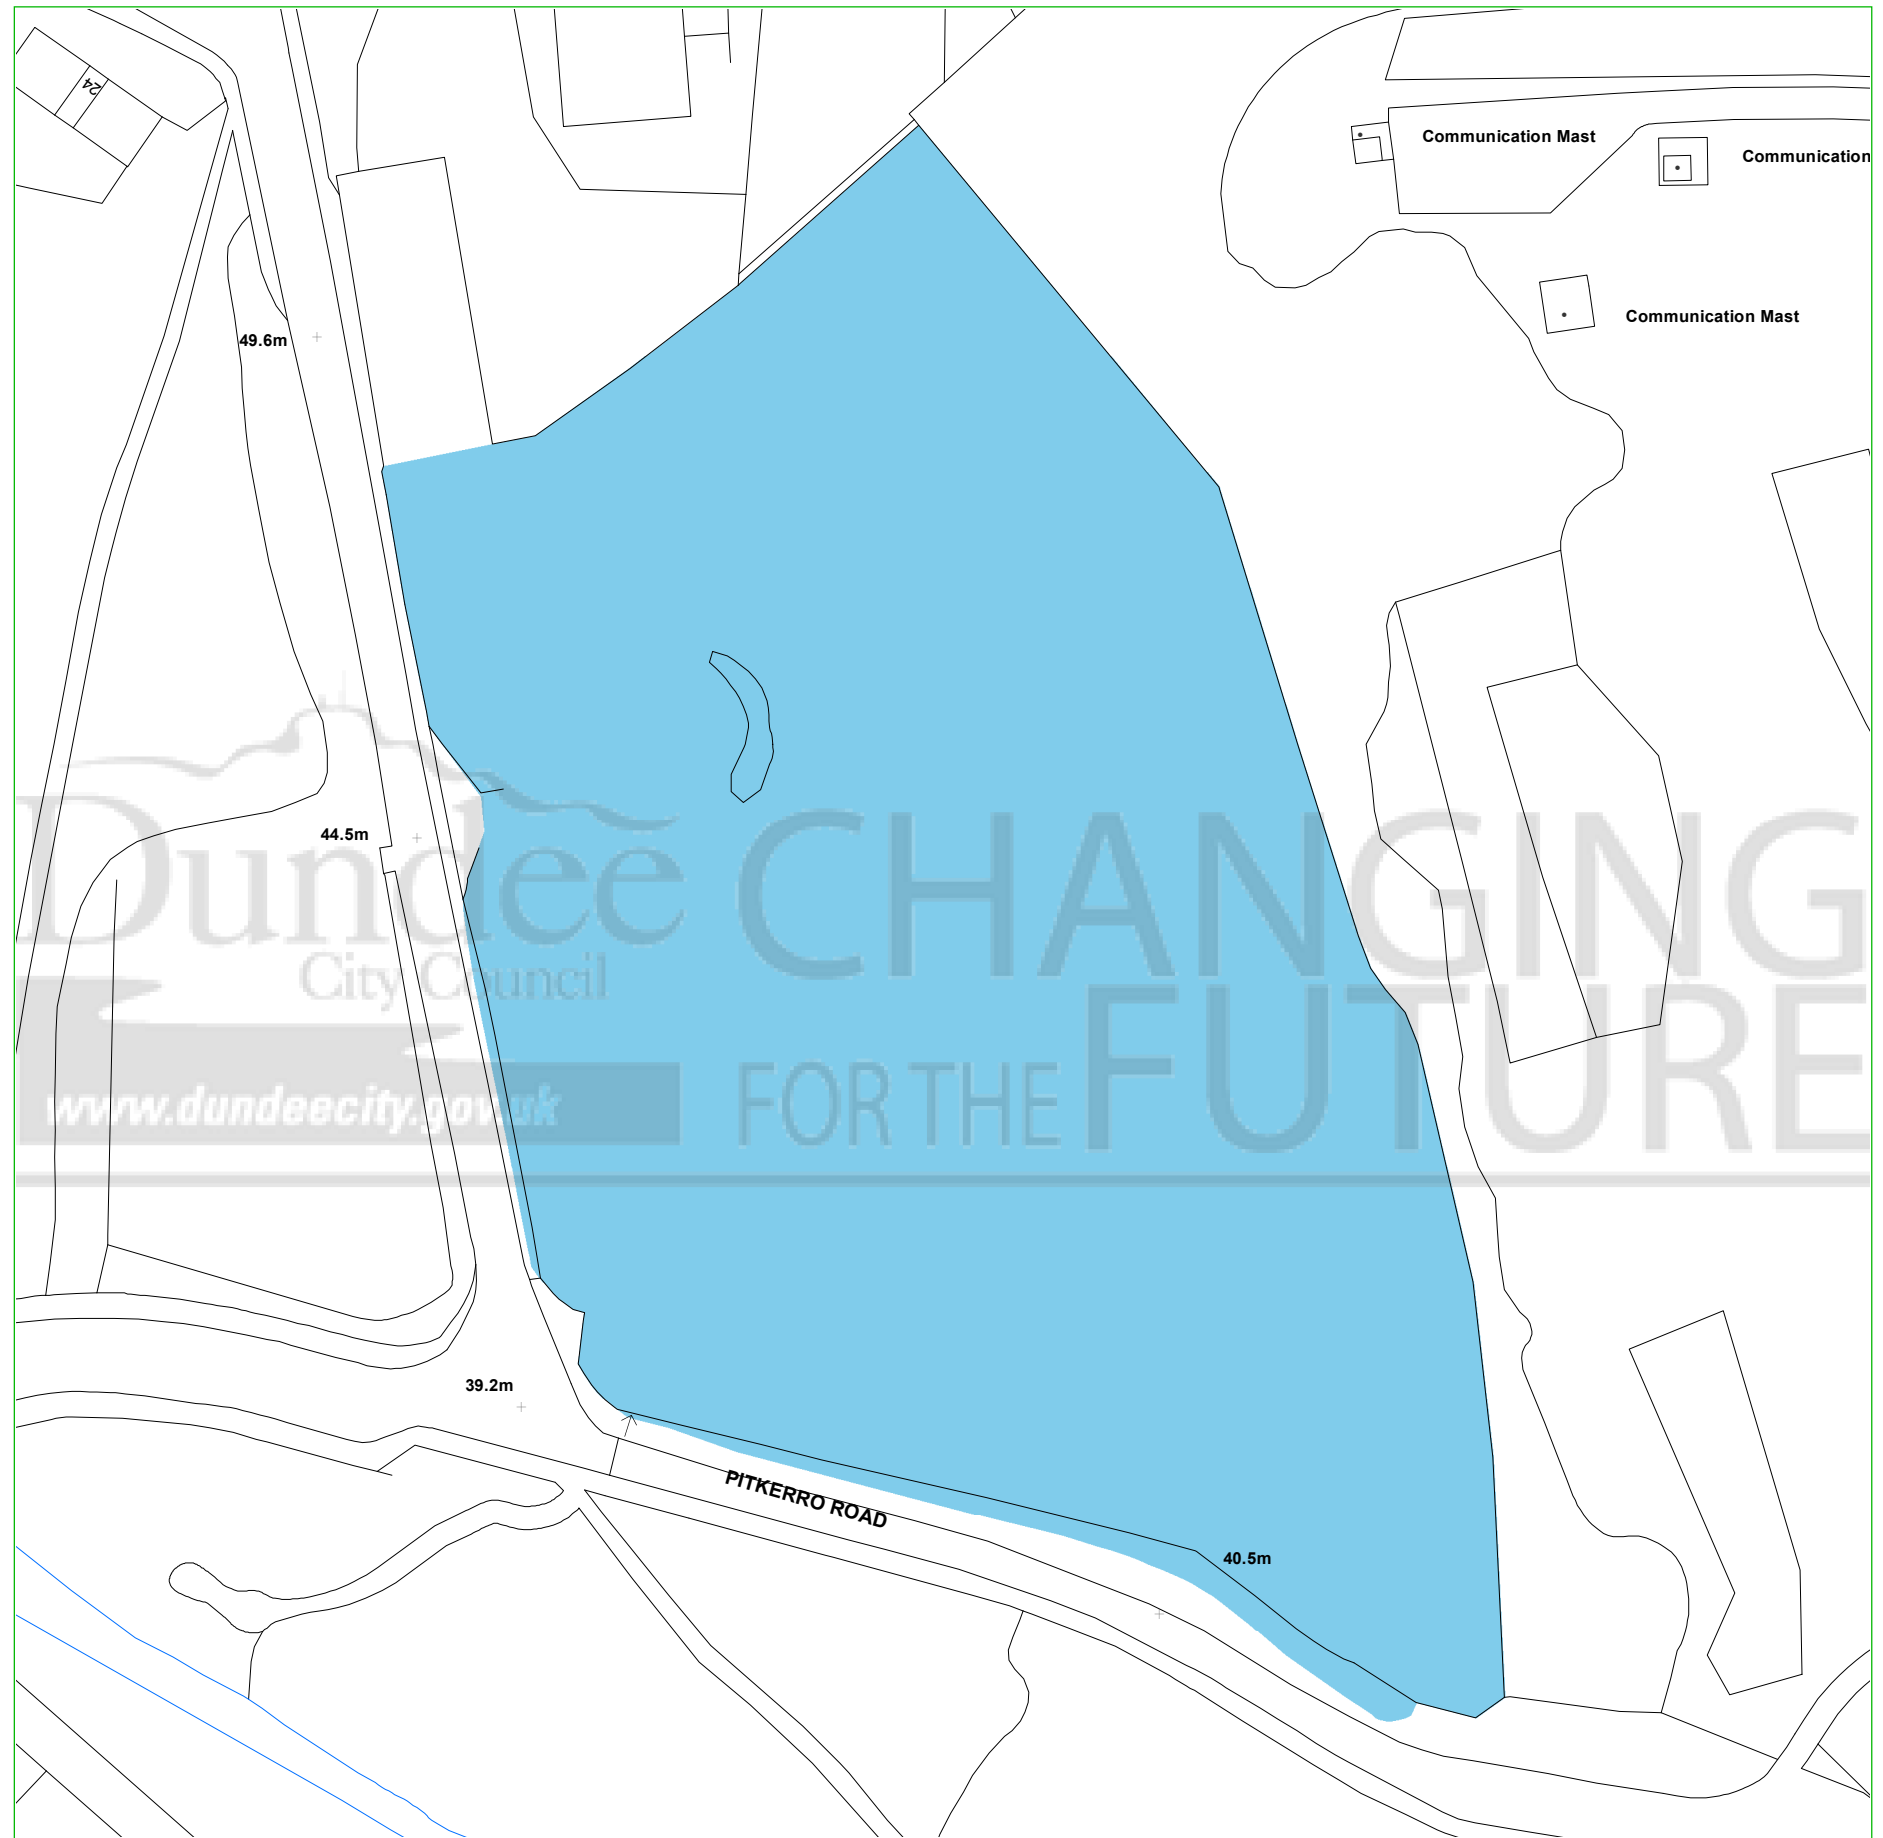 24
Communication Mast
Communication
Communication Mast
49.6m
44.5m
Dundee
City Council
www.dundeecity.gov.uk
CHANGING
FOR THE FUTURE
39.2m
PITKERRO ROAD
40.5m